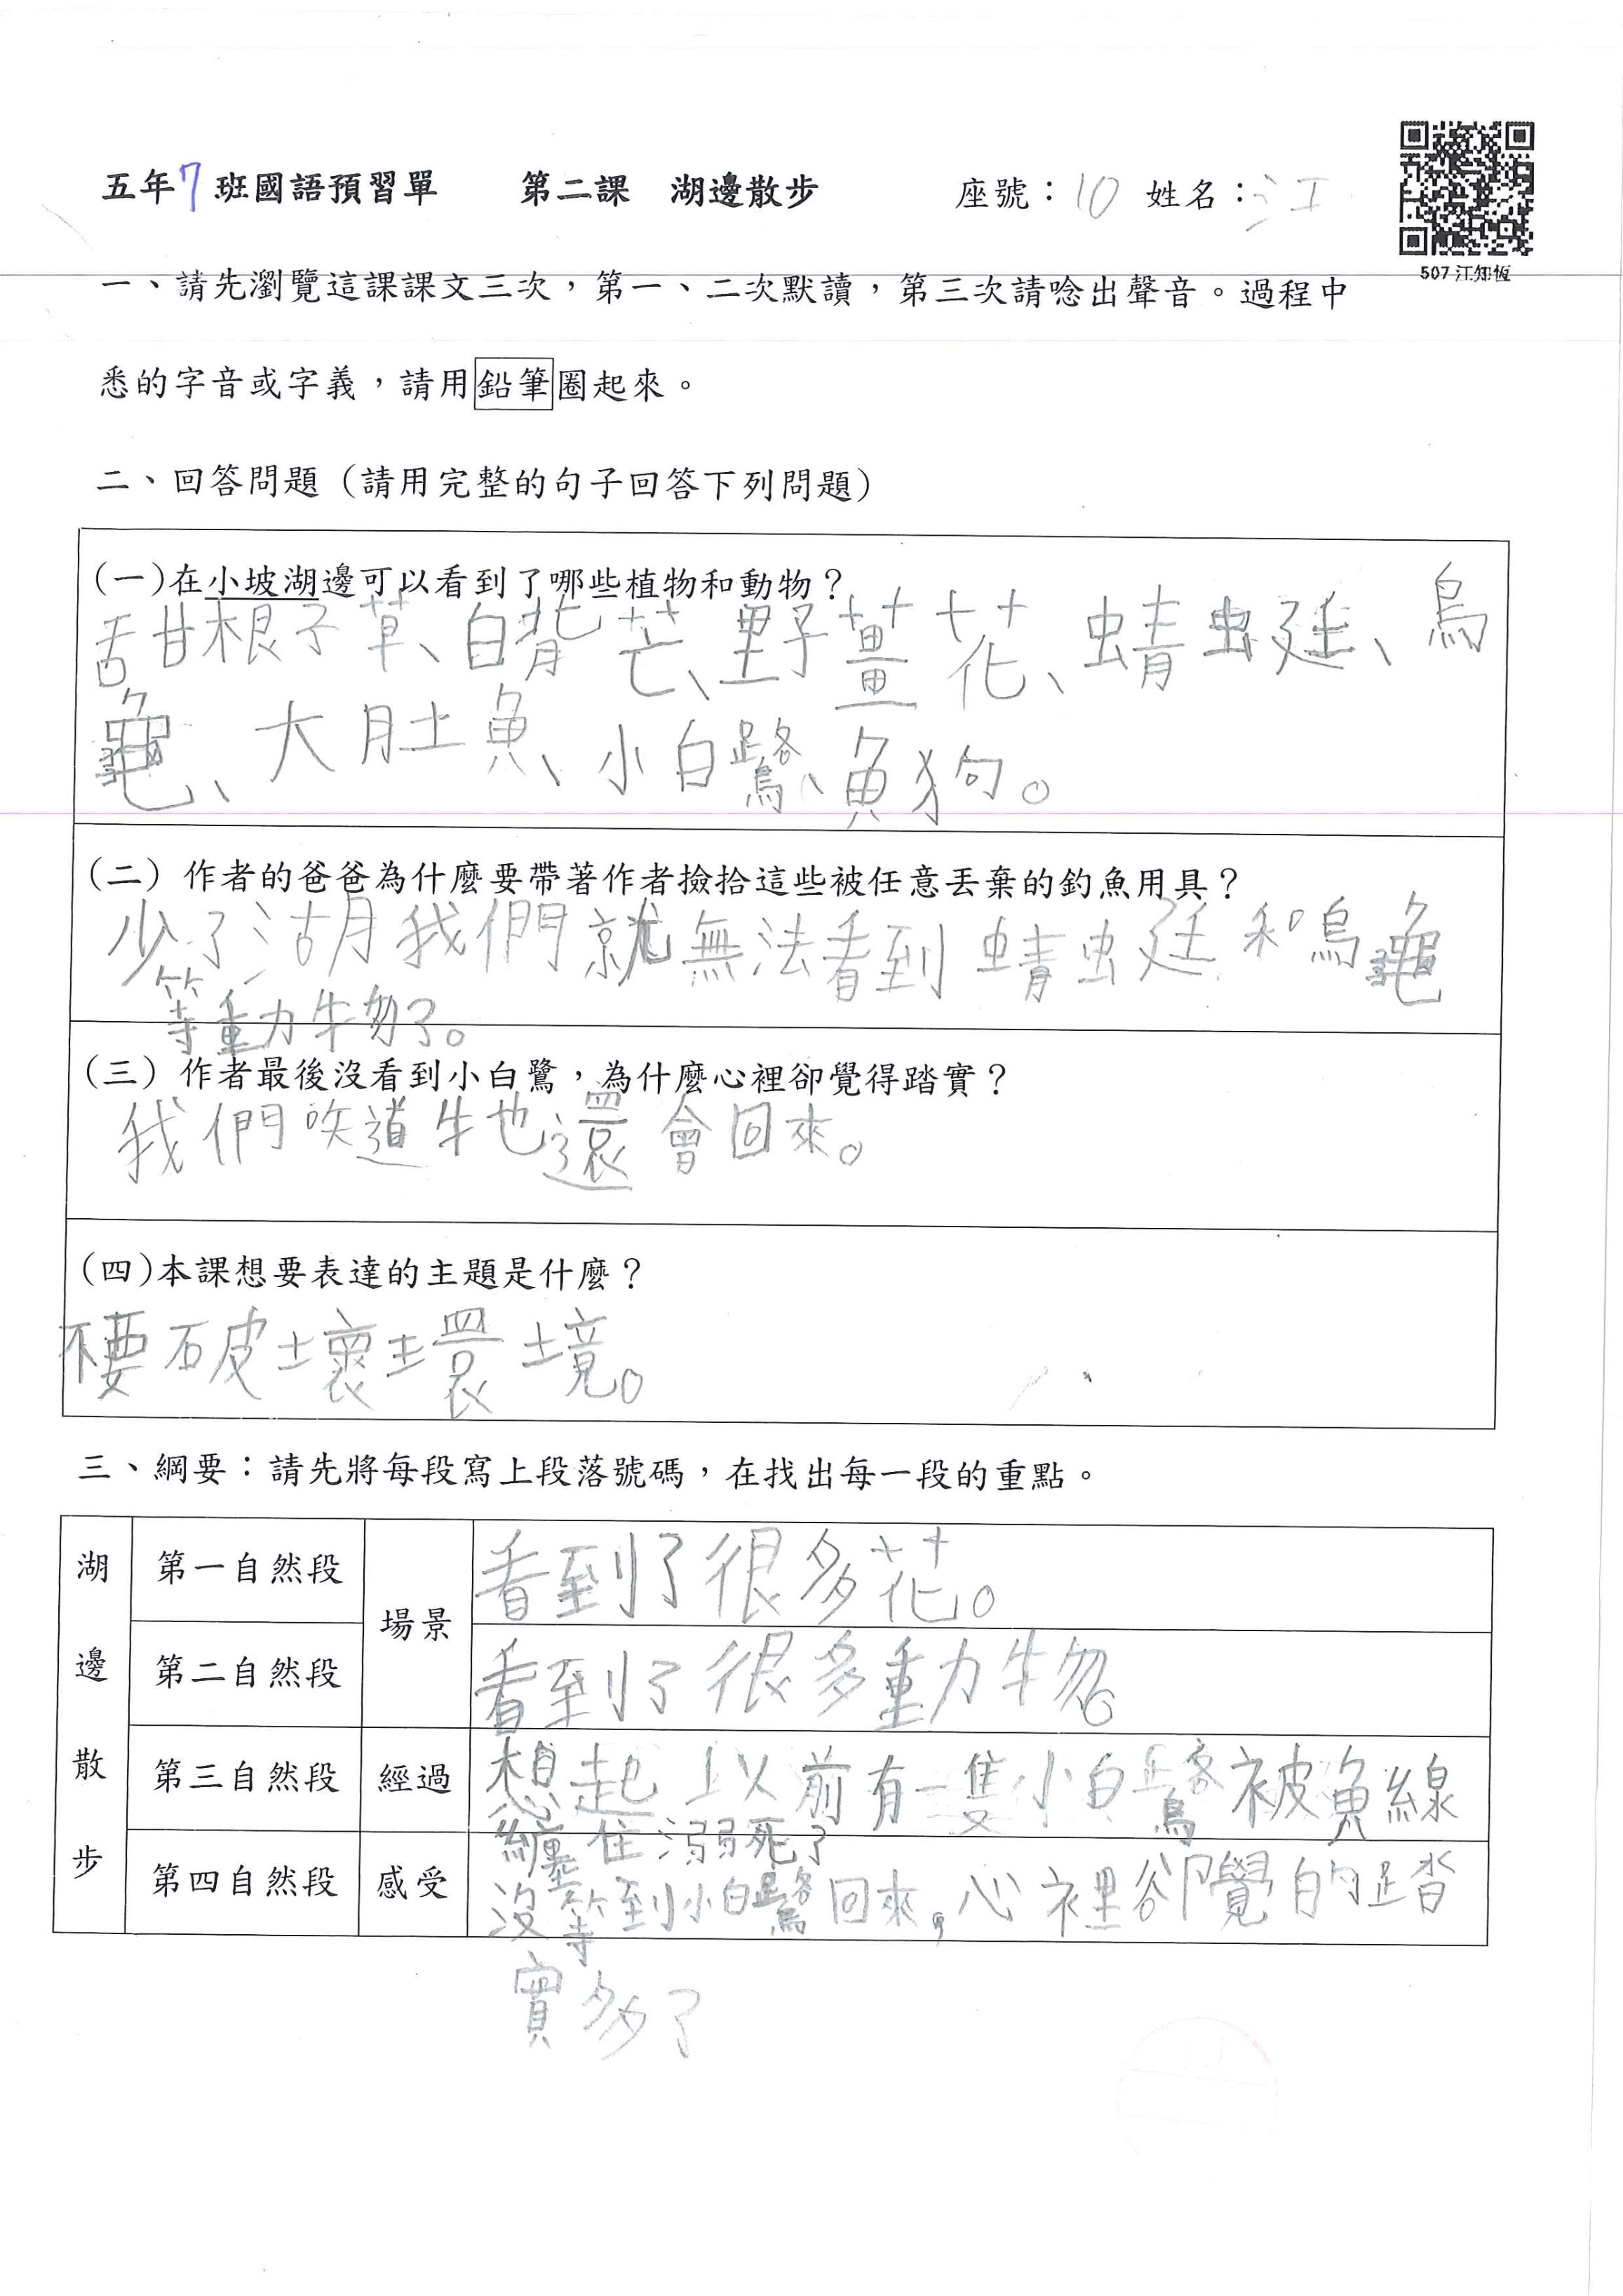 五年7班國語預習單 第二課 湖邊散步 座號：10 姓名：江
507 江知恆
一、請先瀏覽這課課文三次，第一、二次默讀，第三次請唸出聲音。過程中
悉的字音或字義，請用鉛筆圈起來。
二、回答問題（請用完整的句子回答下列問題）
(一)在小坡湖邊可以看到了哪些植物和動物？
甜根子草、白背芒、野薑花、蜻蜓、烏
龜、大肚魚、小白鷺、魚狗。
(二) 作者的爸爸為什麼要帶著作者撿拾這些被任意丟棄的釣魚用具？
少了湖我們就無法看到蜻蜓和烏龜
等動物了。
(三) 作者最後沒看到小白鷺，為什麼心裡卻覺得踏實？
我們知道牠還會回來。
(四)本課想要表達的主題是什麼？
不要破壞環境。
三、綱要：請先將每段寫上段落號碼，在找出每一段的重點。
湖邊散步
第一自然段 場景 看到了很多花。
第二自然段 看到了很多動物。
第三自然段 經過 想起以前有一隻小白鷺被魚線
纏住溺死了
第四自然段 感受 沒等到小白鷺回來，心裡卻覺的踏
實多了